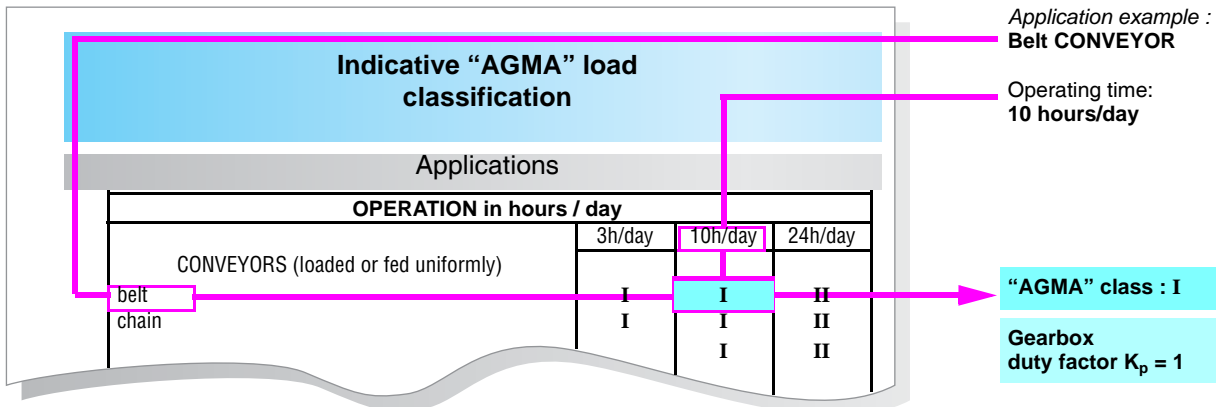 Application example :
Belt CONVEYOR
Indicative “AGMA” load
classification
Operating time:
10 hours/day
Applications
OPERATION in hours / day
3h/day 10h/day 24h/day
CONVEYORS (loaded or fed uniformly)
belt I I II
chain I I II
I II
“AGMA” class : I
Gearbox
duty factor Kp = 1